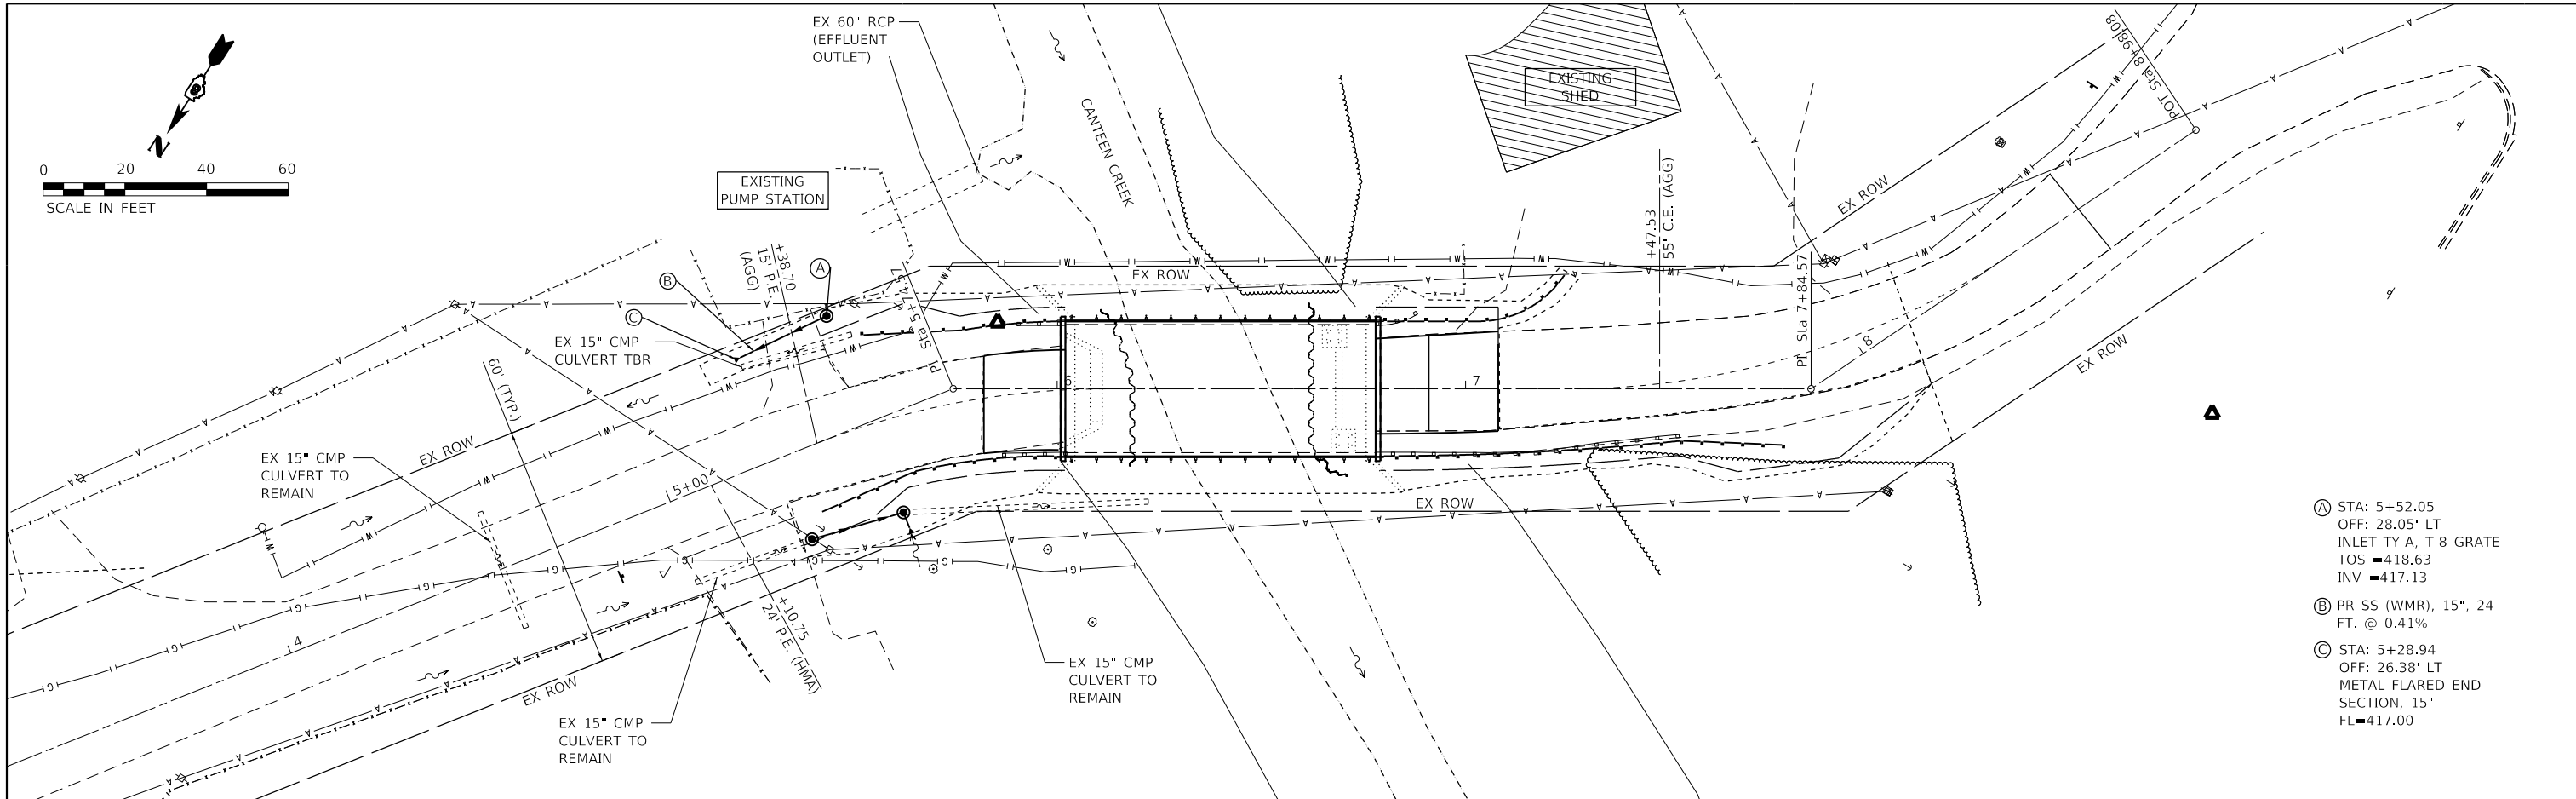 EX 60" RCP
(EFFLUENT
OUTLET)
N
0 20 40 60
SCALE IN FEET
EXISTING
PUMP STATION
CANTEEN CREEK
EXISTING
SHED
POT Sta 8+98.08
EX ROW
+47.53
55' C.E. (AGG)
PI Sta 7+84.57
8
EX ROW
+38.70
15' P.E.
(AGG)
A
B
C
EX 15" CMP
CULVERT TBR
PI Sta 5+74.57
EX ROW
6
7
60' (TYP.)
EX ROW
EX 15" CMP
CULVERT TO
REMAIN
5+00
EX ROW
4
+10.75
24' P.E. (HMA)
EX ROW
EX 15" CMP
CULVERT TO
REMAIN
EX 15" CMP
CULVERT TO
REMAIN
A STA: 5+52.05
OFF: 28.05' LT
INLET TY-A, T-8 GRATE
TOS =418.63
INV =417.13
B PR SS (WMR), 15", 24
FT. @ 0.41%
C STA: 5+28.94
OFF: 26.38' LT
METAL FLARED END
SECTION, 15"
FL=417.00